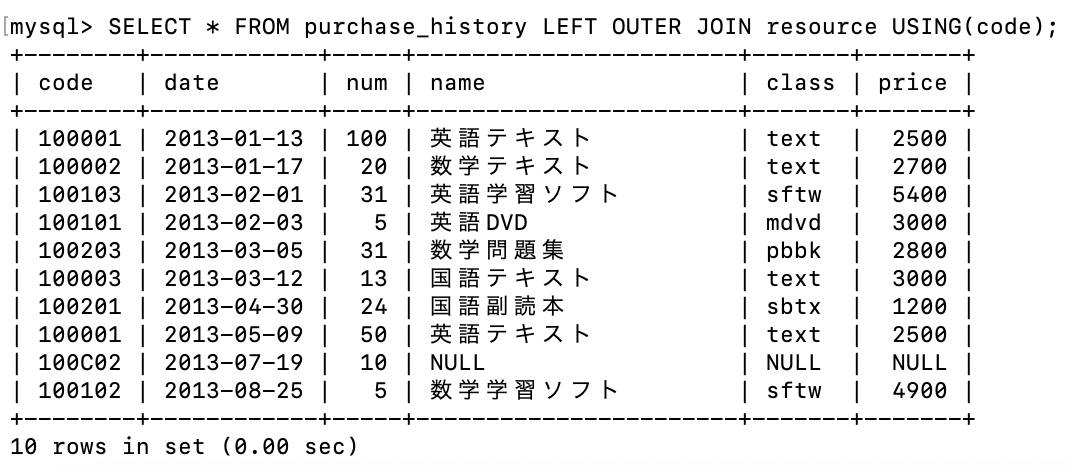 [mysql> SELECT * FROM purchase_history LEFT OUTER JOIN resource USING(code);
+--------+------------+-----+-----------------------+-------+-------+
| code   | date       | num | name                  | class | price |
+--------+------------+-----+-----------------------+-------+-------+
| 100001 | 2013-01-13 | 100 | 英語テキスト | text  |  2500 |
| 100002 | 2013-01-17 |  20 | 数学テキスト | text  |  2700 |
| 100103 | 2013-02-01 |  31 | 英語学習ソフト | sftw  |  5400 |
| 100101 | 2013-02-03 |   5 | 英語DVD | mdvd  |  3000 |
| 100203 | 2013-03-05 |  31 | 数学問題集 | pbbk  |  2800 |
| 100003 | 2013-03-12 |  13 | 国語テキスト | text  |  3000 |
| 100201 | 2013-04-30 |  24 | 国語副読本 | sbtx  |  1200 |
| 100001 | 2013-05-09 |  50 | 英語テキスト | text  |  2500 |
| 100C02 | 2013-07-19 |  10 | NULL | NULL  |  NULL |
| 100102 | 2013-08-25 |   5 | 数学学習ソフト | sftw  |  4900 |
+--------+------------+-----+-----------------------+-------+-------+
10 rows in set (0.00 sec)